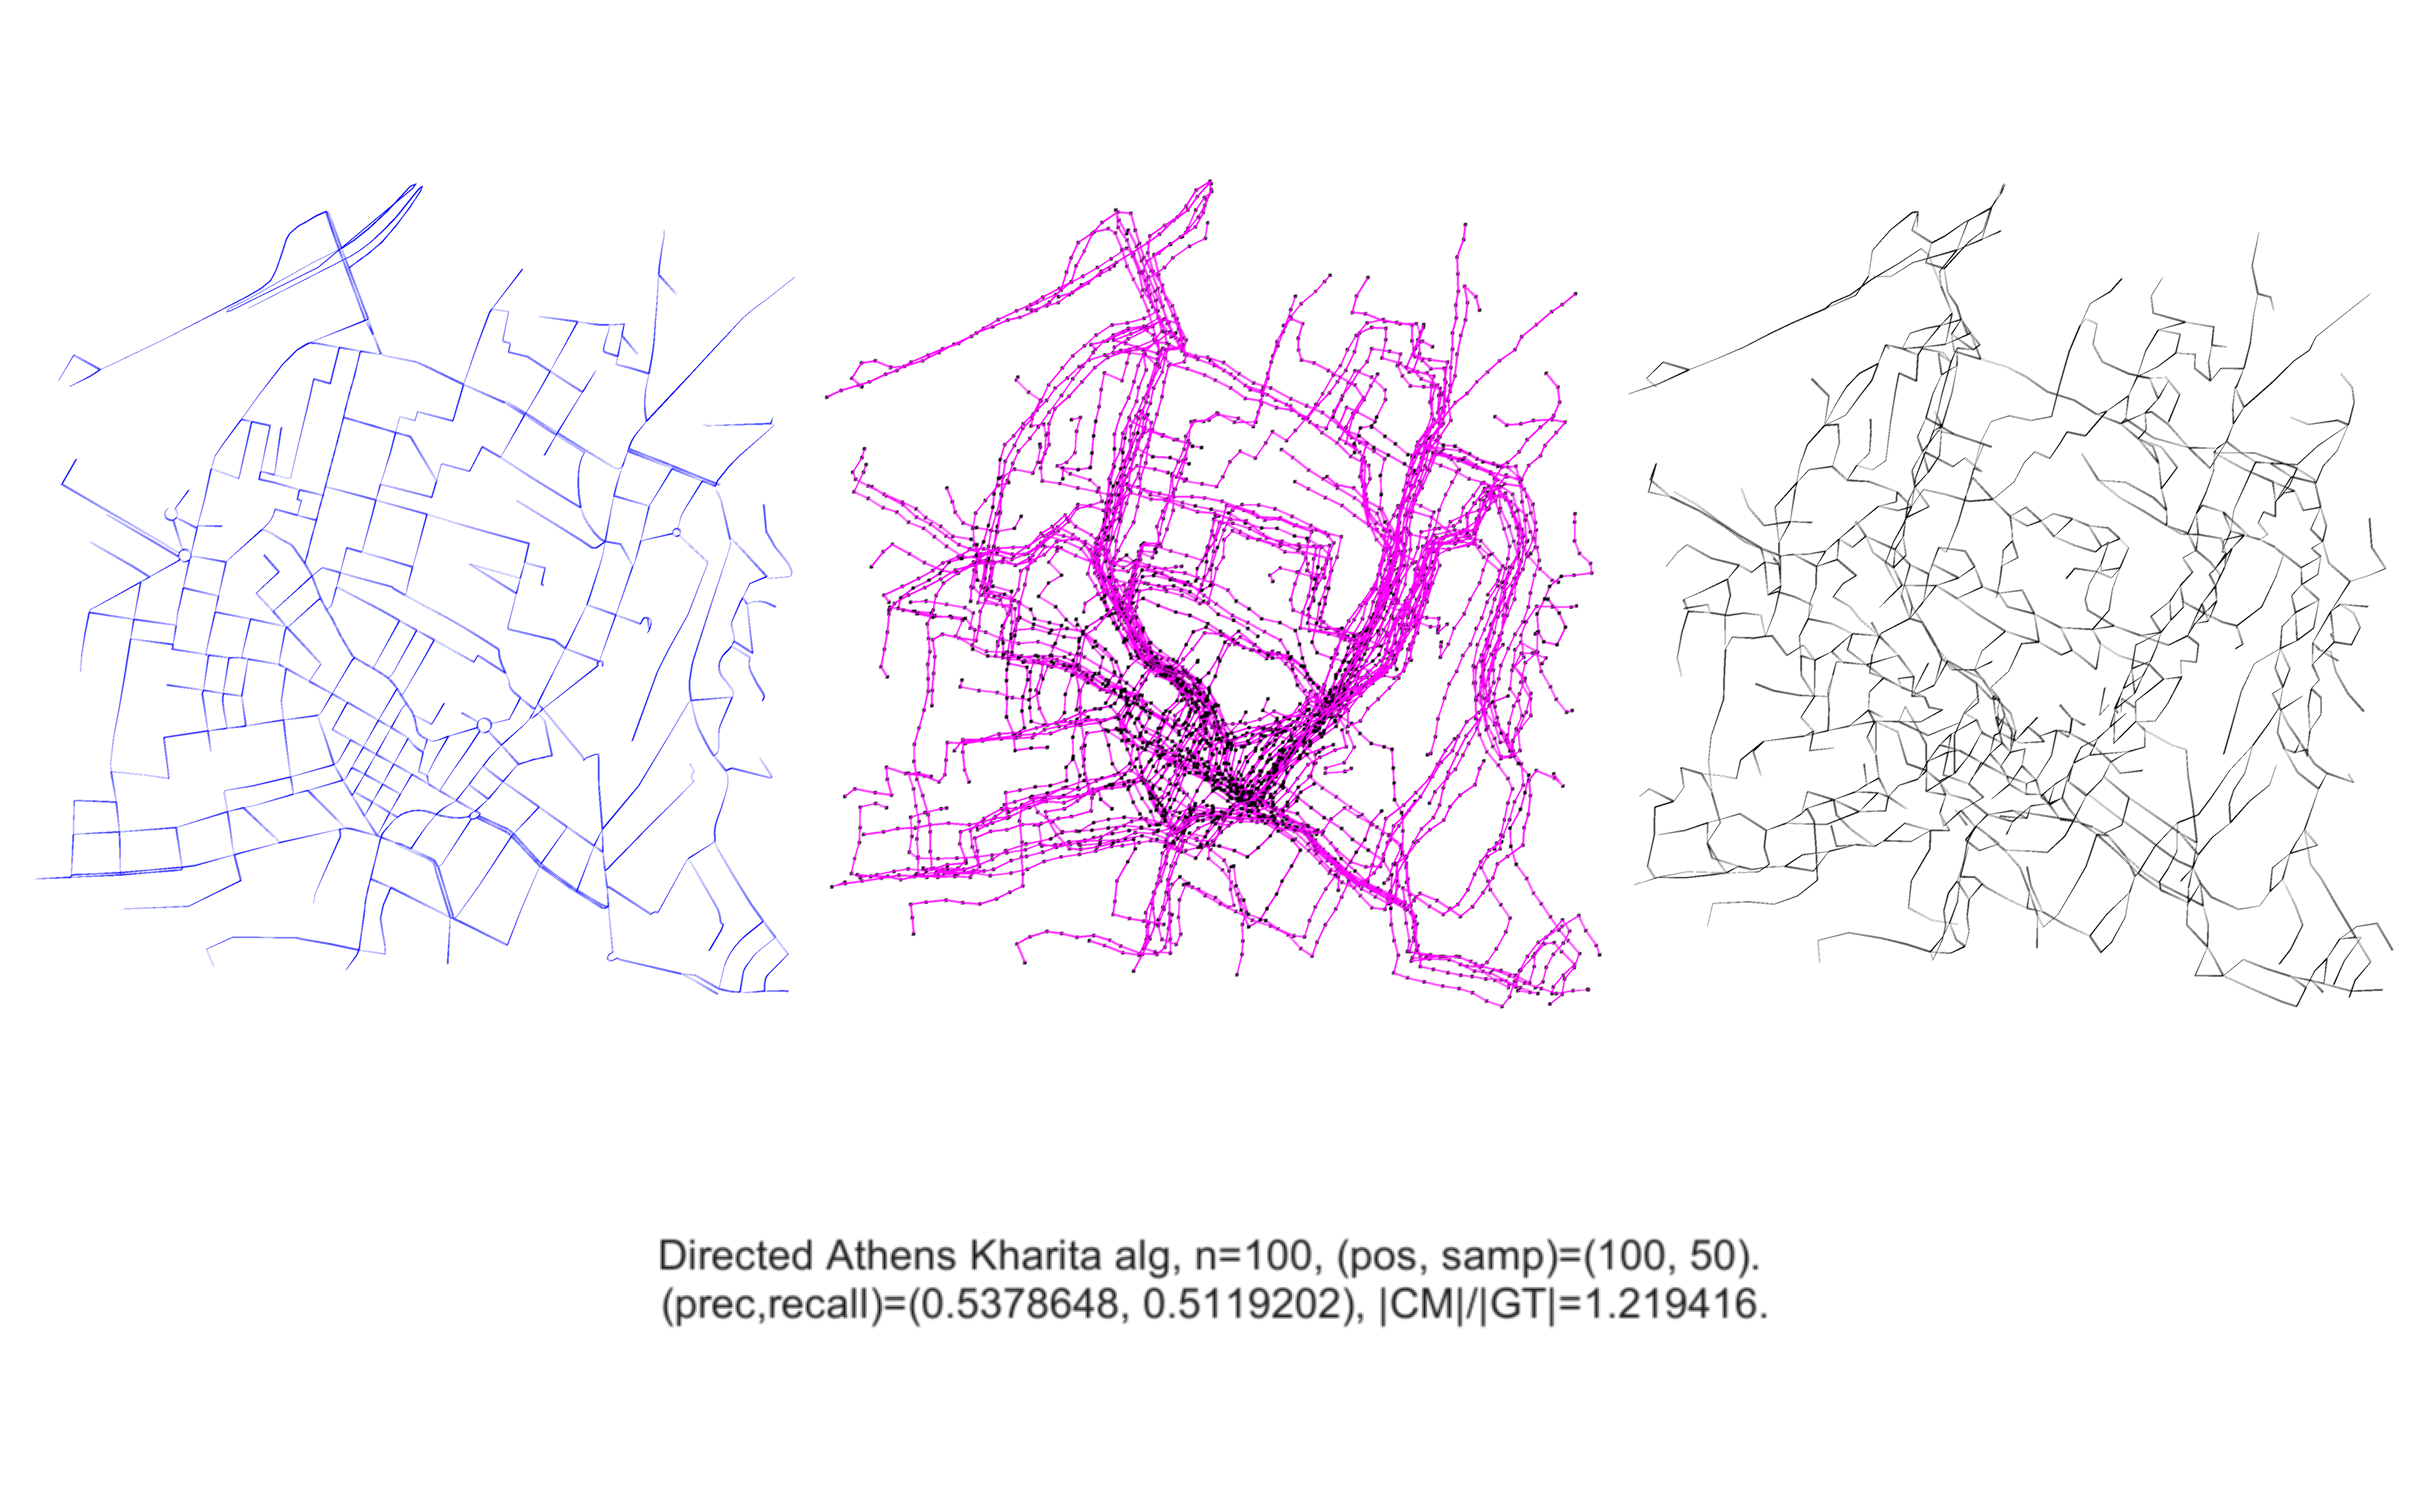 Directed Athens Kharita alg, n=100, (pos, samp)=(100, 50).
(prec,recall)=(0.5378648, 0.5119202), |CM|/|GT|=1.219416.